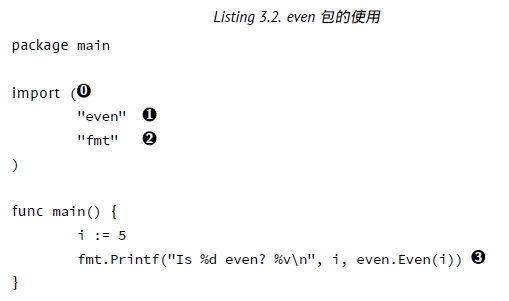 Listing 3.2. even 包的使用
package main
import ( ⓿
"even" ❶
"fmt" ❷
)
func main() {
i := 5
fmt.Printf("Is %d even? %v\n", i, even.Even(i)) ❸
}